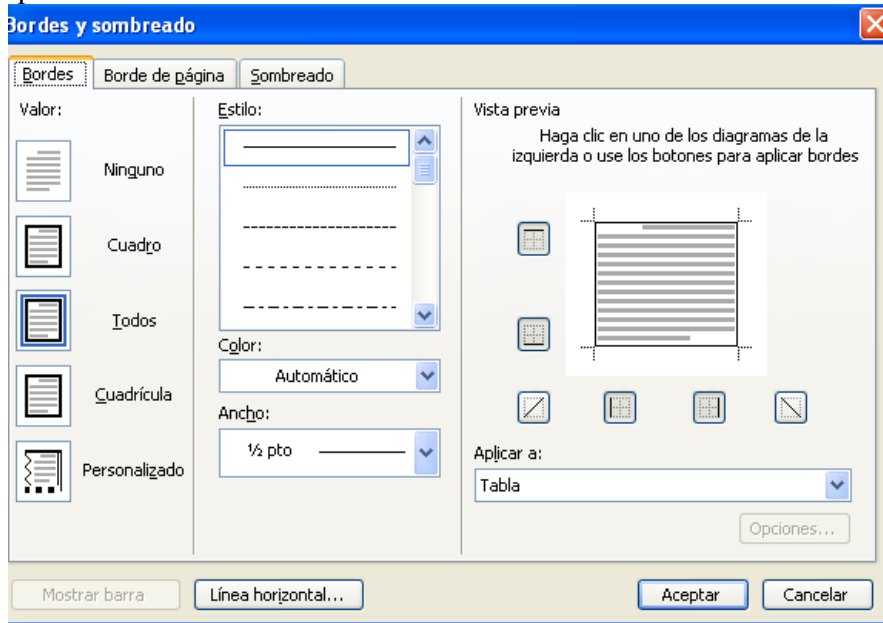 Bordes y sombreado
Bordes
Borde de página
Sombreado
Valor:
Ninguno
Cuadro
Todos
Cuadrícula
Personalizado
Estilo:
Color:
Automático
Ancho:
½ pto
Vista previa
Haga clic en uno de los diagramas de la
izquierda o use los botones para aplicar bordes
Aplicar a:
Tabla
Opciones...
Mostrar barra
Línea horizontal...
Aceptar
Cancelar